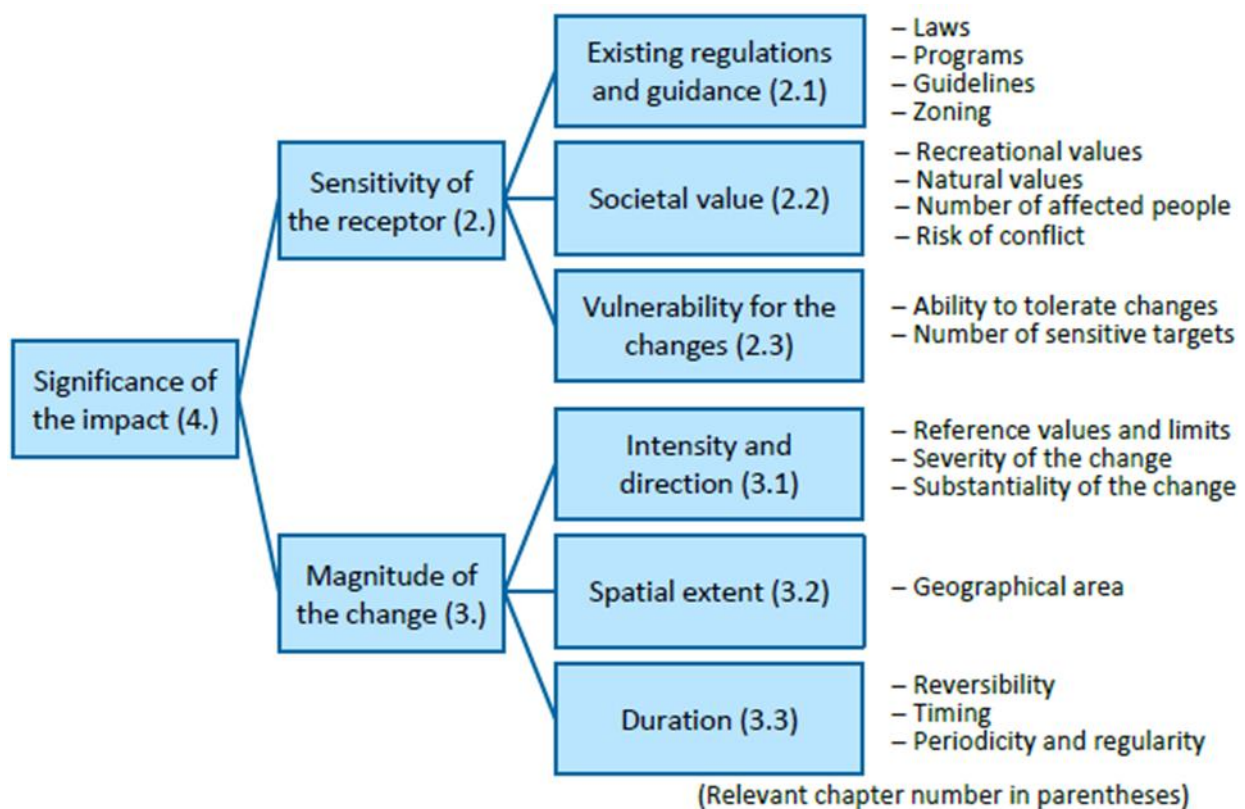 Significance of
the impact (4.)
Sensitivity of
the receptor (2.)
Existing regulations
and guidance (2.1)
– Laws
– Programs
– Guidelines
– Zoning
Societal value (2.2)
– Recreational values
– Natural values
– Number of affected people
– Risk of conflict
Vulnerability for the
changes (2.3)
– Ability to tolerate changes
– Number of sensitive targets
Magnitude of
the change (3.)
Intensity and
direction (3.1)
– Reference values and limits
– Severity of the change
– Substantiality of the change
Spatial extent (3.2)
– Geographical area
Duration (3.3)
– Reversibility
– Timing
– Periodicity and regularity
(Relevant chapter number in parentheses)